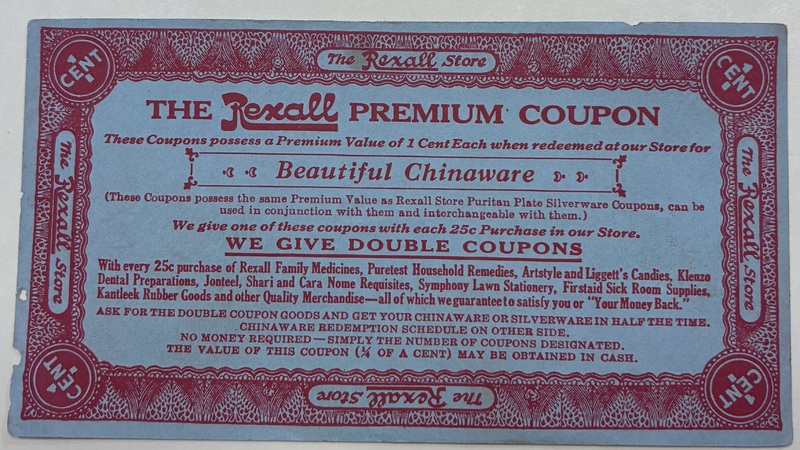 The Rexall Store
CENT
CENT
THE Rexall PREMIUM COUPON
These Coupons possess a Premium Value of 1 Cent Each when redeemed at our Store for
Beautiful Chinaware
(These Coupons possess the same Premium Value as Rexall Store Puritan Plate Silverware Coupons, can be
used in conjunction with them and interchangeable with them.)
We give one of these coupons with each 25c Purchase in our Store.
WE GIVE DOUBLE COUPONS
With every 25c purchase of Rexall Family Medicines, Puretest Household Remedies, Artstyle and Liggett's Candies, Klenzo
Dental Preparations, Jonteel, Shari and Cara Nome Requisites, Symphony Lawn Stationery, Firstaid Sick Room Supplies,
Kantleek Rubber Goods and other Quality Merchandise—all of which we guarantee to satisfy you or "Your Money Back."
ASK FOR THE DOUBLE COUPON GOODS AND GET YOUR CHINAWARE OR SILVERWARE IN HALF THE TIME.
CHINAWARE REDEMPTION SCHEDULE ON OTHER SIDE.
NO MONEY REQUIRED—SIMPLY THE NUMBER OF COUPONS DESIGNATED.
THE VALUE OF THIS COUPON (¼ OF A CENT) MAY BE OBTAINED IN CASH.
The Rexall Store
The Rexall Store
CENT
CENT
The Rexall Store